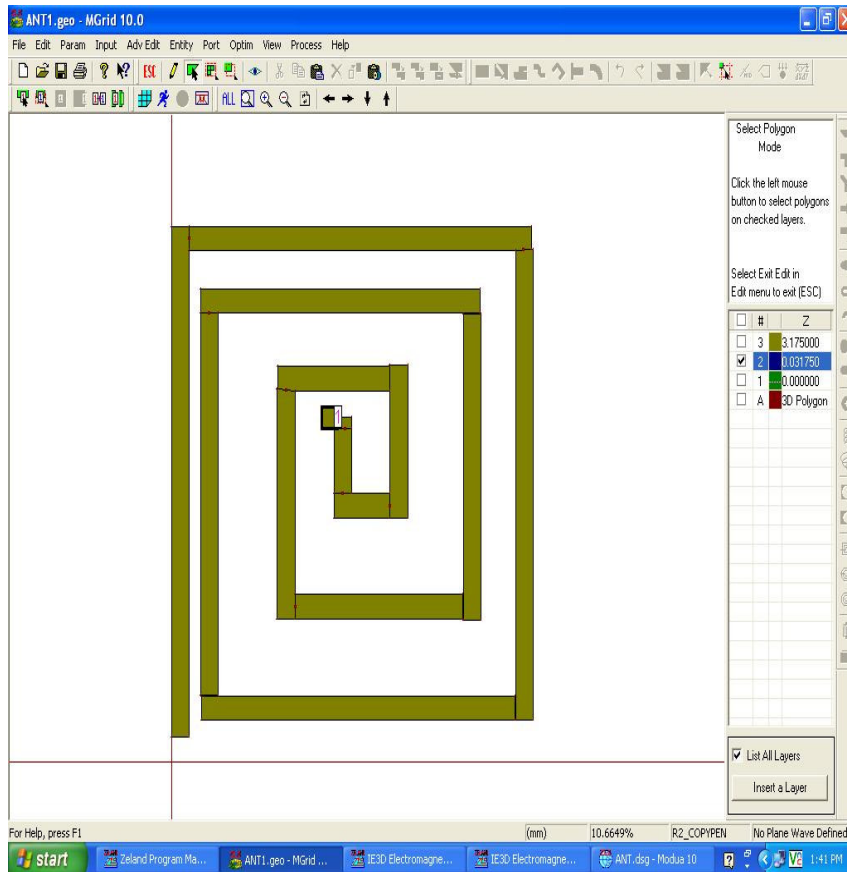 ANT1.geo - MGrid 10.0
File Edit Param Input Adv Edit Entity Port Optim View Process Help
ESC
ALL
Select Polygon
Mode
Click the left mouse
button to select polygons
on checked layers.
Select Exit Edit in
Edit menu to exit (ESC)
# Z
3 3.175000
2 0.031750
1 0.000000
A 3D Polygon
1
List All Layers
Insert a Layer
For Help, press F1 (mm) 10.6649% R2_COPYPEN No Plane Wave Defined
start Zeland Program Ma... ANT1.geo - MGrid ... IE3D Electromagne... IE3D Electromagne... ANT.dsg - Modua 10 1:41 PM